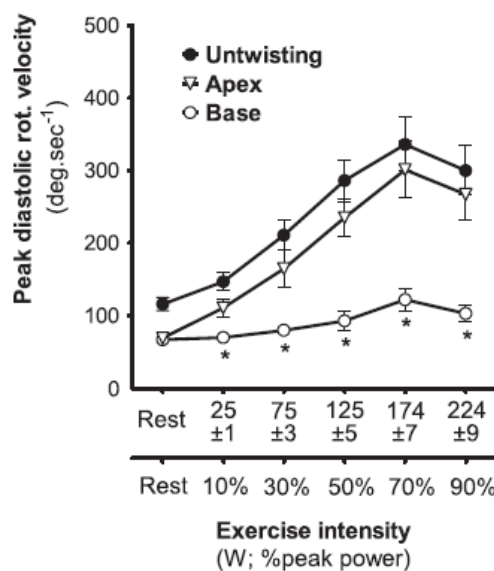 Peak diastolic rot. velocity
(deg.sec⁻¹)
500
400
300
200
100
0
Untwisting
Apex
Base
* * * * *
Rest 25 75 125 174 224
±1 ±3 ±5 ±7 ±9
Rest 10% 30% 50% 70% 90%
Exercise intensity
(W; %peak power)